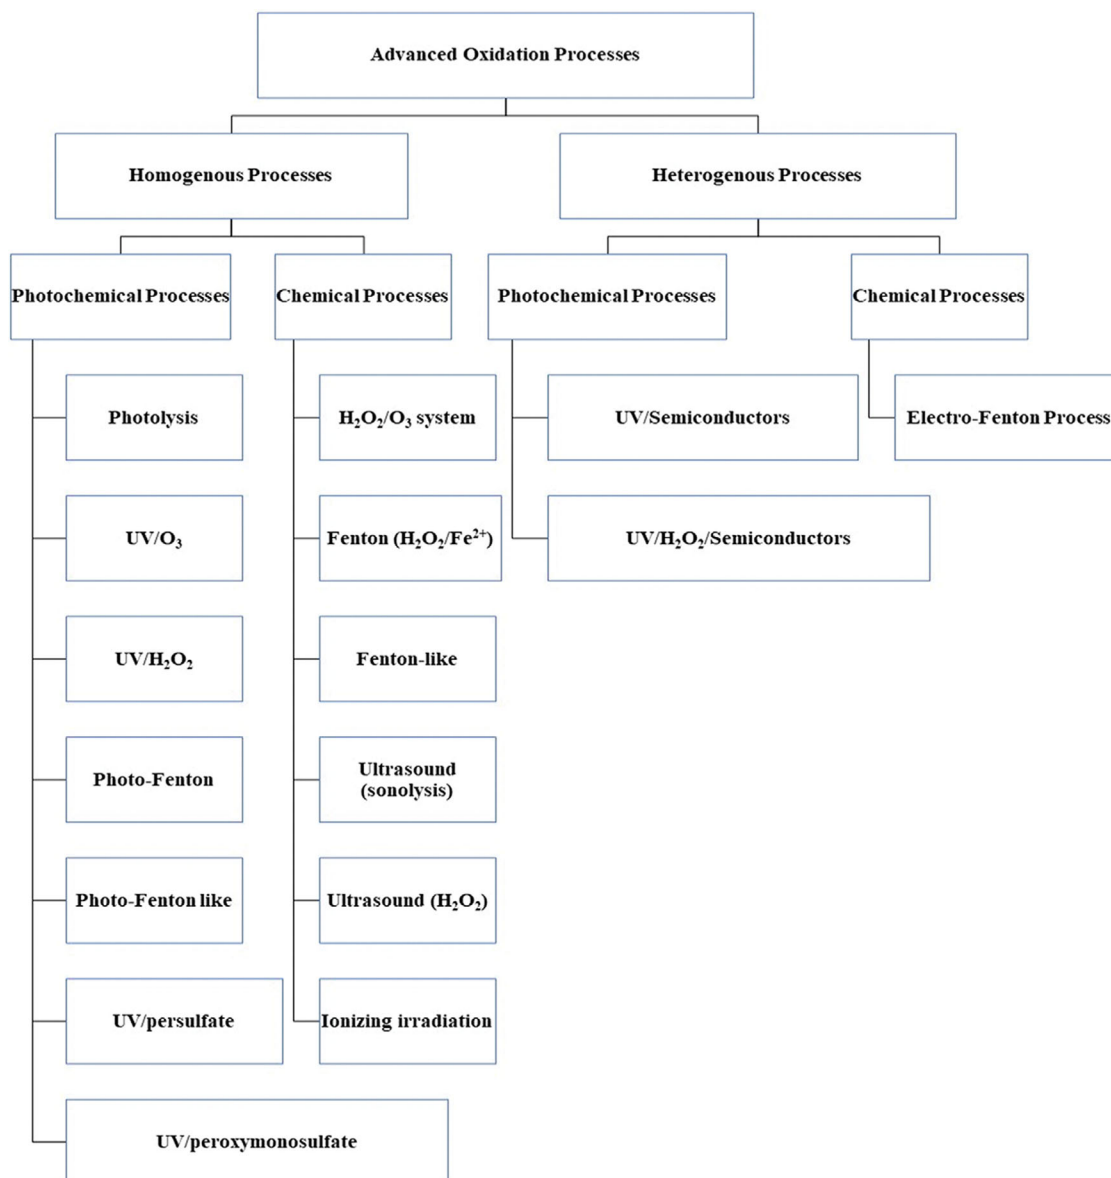 Advanced Oxidation Processes
Homogenous Processes
Heterogenous Processes
Photochemical Processes
Chemical Processes
Photochemical Processes
Chemical Processes
Photolysis
H₂O₂/O₃ system
UV/Semiconductors
Electro-Fenton Process
UV/O₃
Fenton (H₂O₂/Fe²⁺)
UV/H₂O₂/Semiconductors
UV/H₂O₂
Fenton-like
Photo-Fenton
Ultrasound
(sonolysis)
Photo-Fenton like
Ultrasound (H₂O₂)
UV/persulfate
Ionizing irradiation
UV/peroxymonosulfate